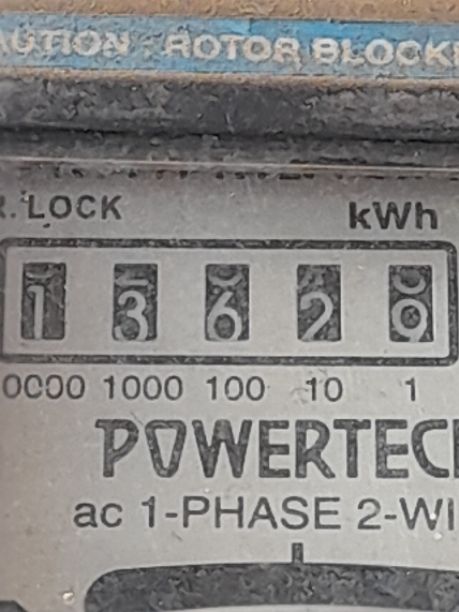 AUTION : ROTOR BLOCK
R. LOCK kWh
1 3 6 2 9
0000 1000 100 10 1
POWERTEC
ac 1-PHASE 2-WI